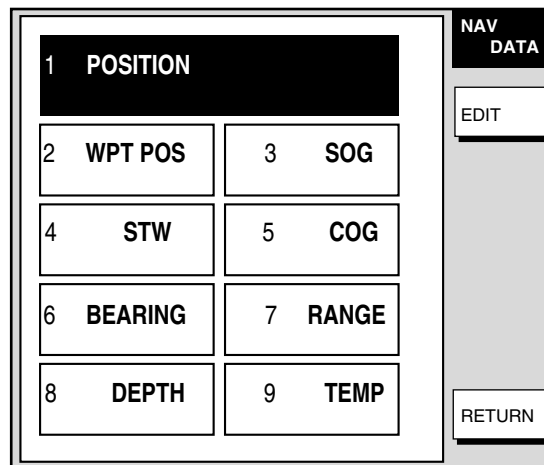 1 POSITION
2 WPT POS
3 SOG
4 STW
5 COG
6 BEARING
7 RANGE
8 DEPTH
9 TEMP
NAV
DATA
EDIT
RETURN